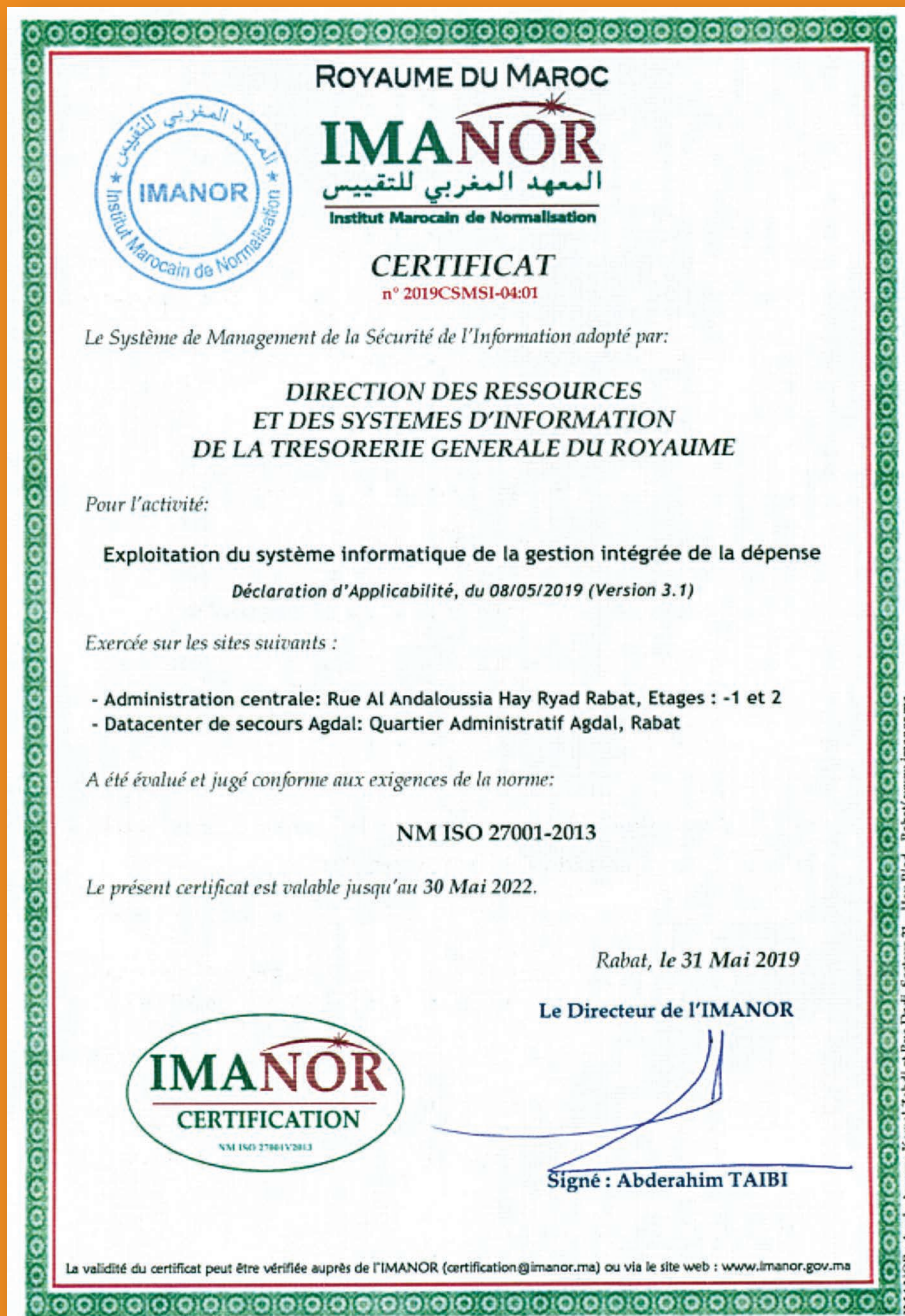 ROYAUME DU MAROC
IMANOR
المعهد المغربي للتقييس
Institut Marocain de Normalisation
المعهد المغربي للتقييس
IMANOR
Institut Marocain de Normalisation
CERTIFICAT
n° 2019CSMSI-04:01
Le Système de Management de la Sécurité de l'Information adopté par:
DIRECTION DES RESSOURCES
ET DES SYSTEMES D'INFORMATION
DE LA TRESORERIE GENERALE DU ROYAUME
Pour l'activité:
Exploitation du système informatique de la gestion intégrée de la dépense
Déclaration d'Applicabilité, du 08/05/2019 (Version 3.1)
Exercée sur les sites suivants :
- Administration centrale: Rue Al Andaloussia Hay Ryad Rabat, Etages : -1 et 2
- Datacenter de secours Agdal: Quartier Administratif Agdal, Rabat
A été évalué et jugé conforme aux exigences de la norme:
NM ISO 27001-2013
Le présent certificat est valable jusqu'au 30 Mai 2022.
Rabat, le 31 Mai 2019
Le Directeur de l'IMANOR
IMANOR
CERTIFICATION
NM ISO 27001V2013
Signé : Abderahim TAIBI
La validité du certificat peut être vérifiée auprès de l'IMANOR (certification@imanor.ma) ou via le site web : www.imanor.gov.ma